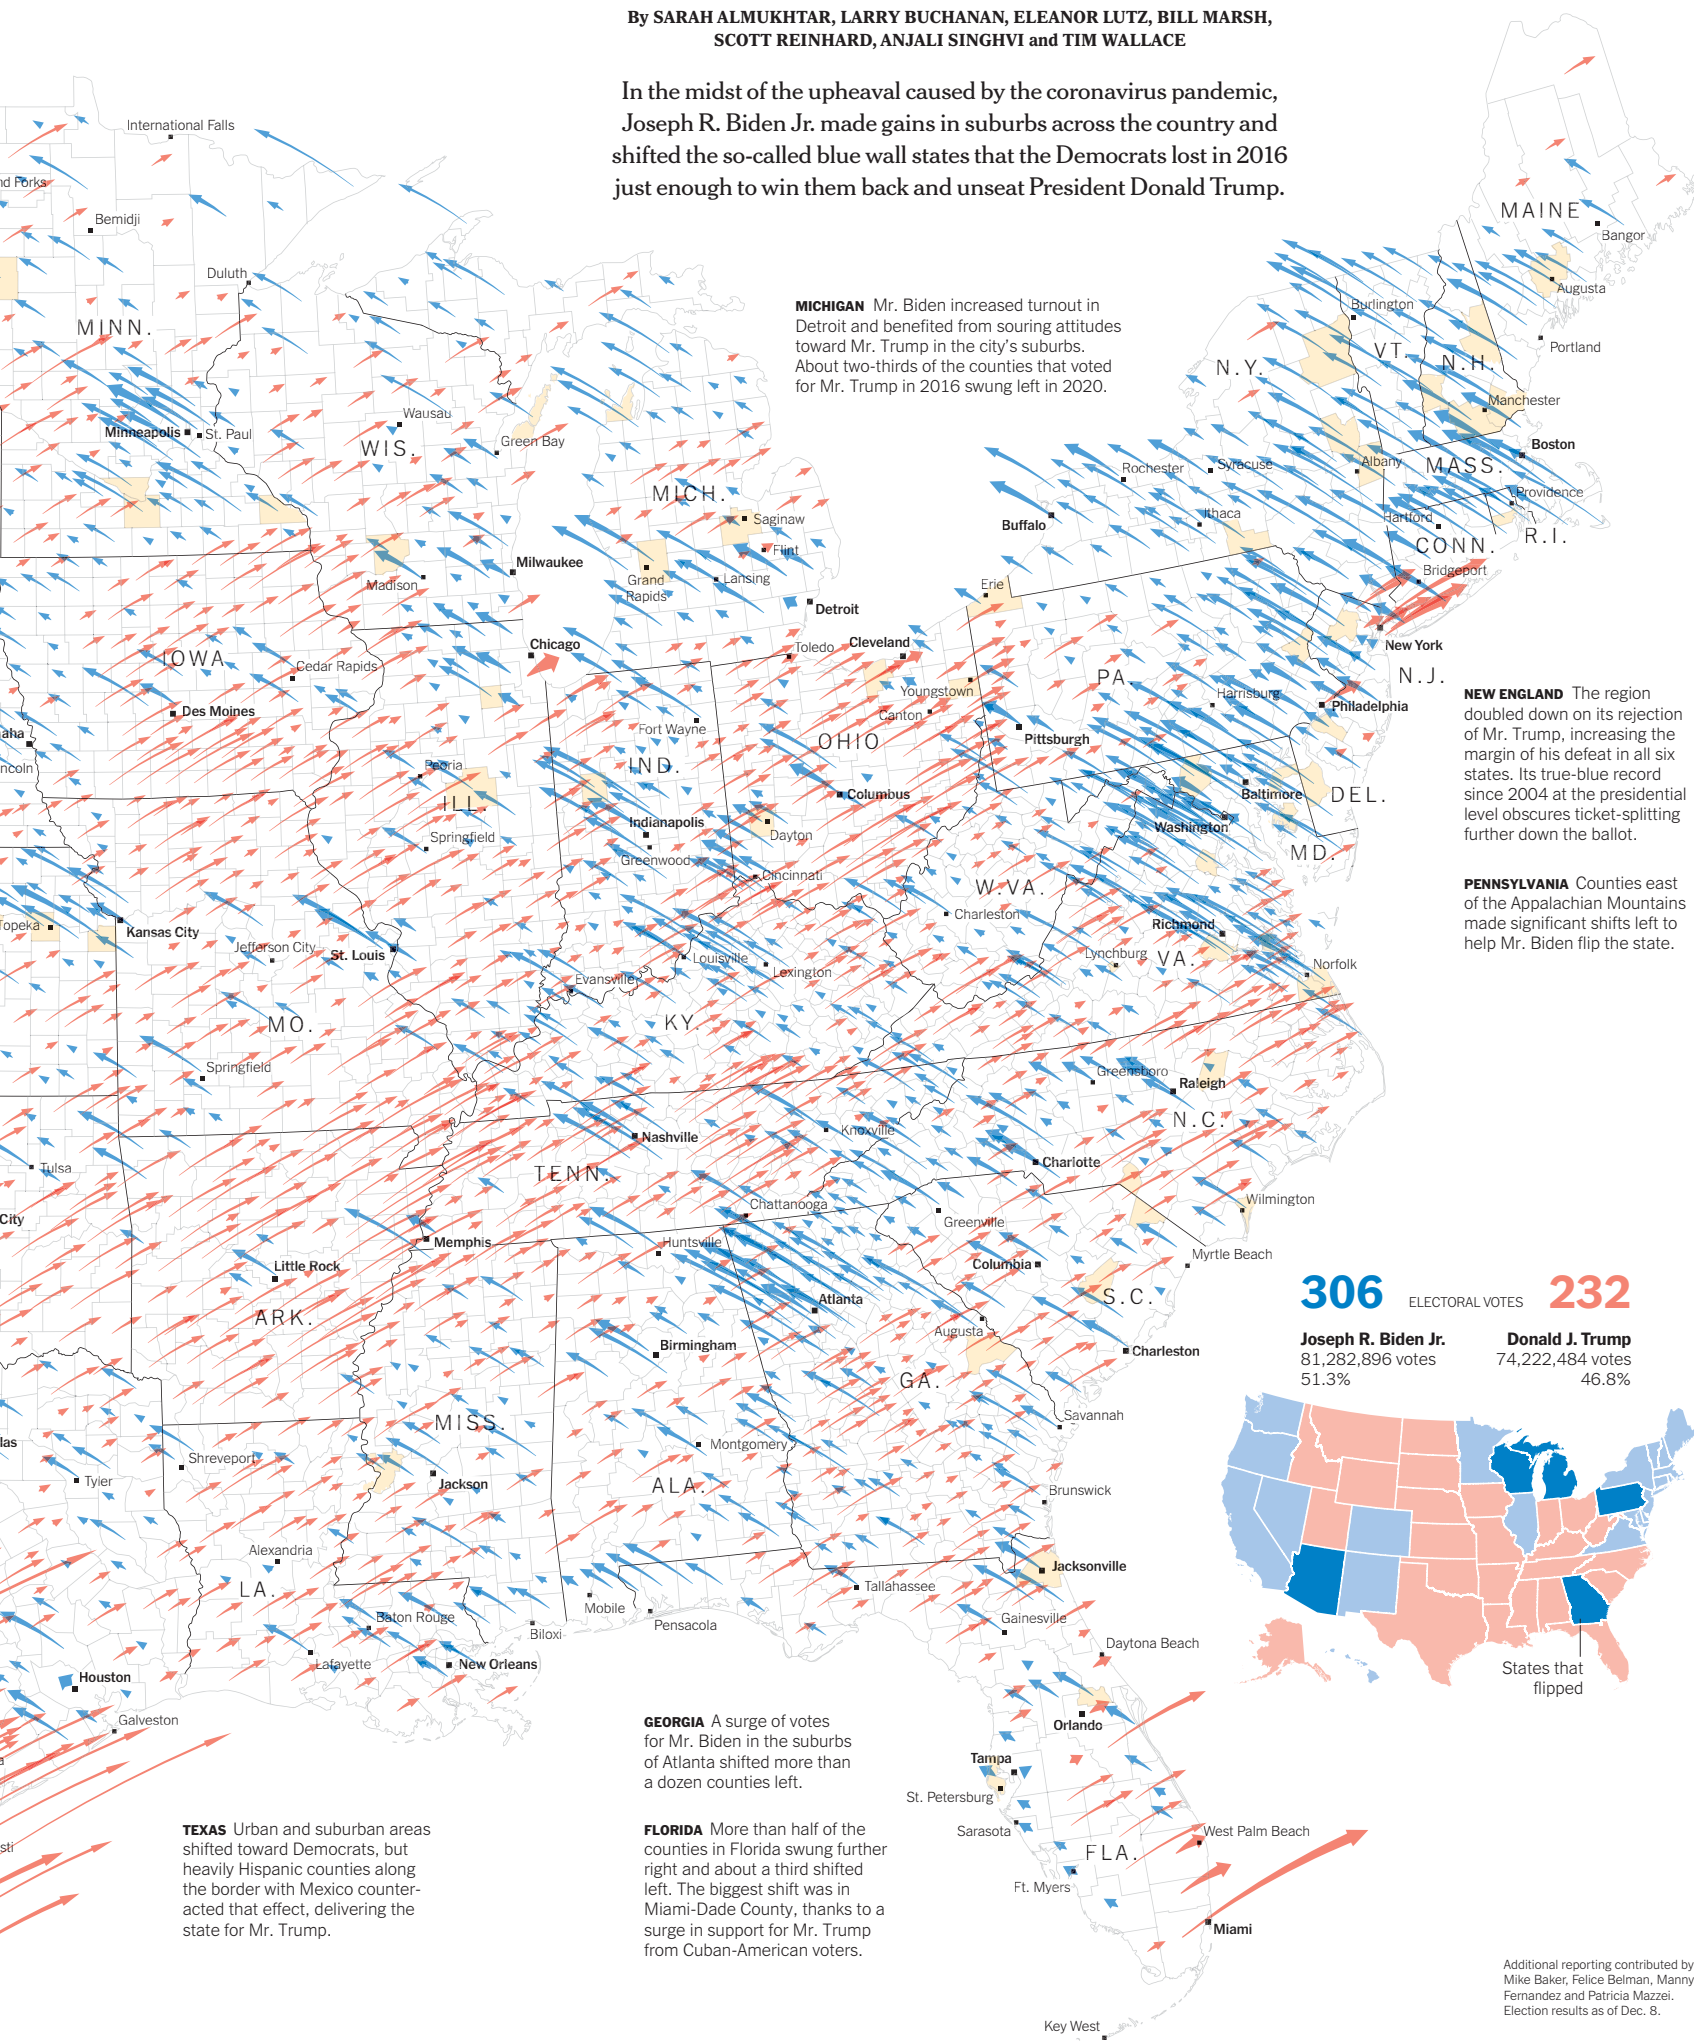 By SARAH ALMUKHTAR, LARRY BUCHANAN, ELEANOR LUTZ, BILL MARSH,
SCOTT REINHARD, ANJALI SINGHVI and TIM WALLACE
In the midst of the upheaval caused by the coronavirus pandemic,
Joseph R. Biden Jr. made gains in suburbs across the country and
shifted the so-called blue wall states that the Democrats lost in 2016
just enough to win them back and unseat President Donald Trump.
International Falls
nd Forks
Bemidji
Duluth
MINN.
Minneapolis
St. Paul
Wausau
WIS.
Green Bay
MICHIGAN Mr. Biden increased turnout in
Detroit and benefited from souring attitudes
toward Mr. Trump in the city's suburbs.
About two-thirds of the counties that voted
for Mr. Trump in 2016 swung left in 2020.
MAINE
Bangor
Augusta
Burlington
Portland
VT.
N.H.
N.Y.
Manchester
Boston
Rochester
Syracuse
Albany
MASS.
Providence
Buffalo
Ithaca
Hartford
CONN.
R.I.
Bridgeport
MICH.
Saginaw
Flint
Grand
Rapids
Lansing
Detroit
Milwaukee
Madison
Chicago
Erie
Toledo
Cleveland
New York
N.J.
IOWA
Cedar Rapids
Des Moines
Youngstown
Canton
PA.
Harrisburg
Philadelphia
aha
ncoln
Fort Wayne
OHIO
Pittsburgh
IND.
Peoria
ILL.
Springfield
Columbus
Indianapolis
Dayton
Greenwood
Cincinnati
Baltimore
DEL.
Washington
MD.
NEW ENGLAND The region
doubled down on its rejection
of Mr. Trump, increasing the
margin of his defeat in all six
states. Its true-blue record
since 2004 at the presidential
level obscures ticket-splitting
further down the ballot.
PENNSYLVANIA Counties east
of the Appalachian Mountains
made significant shifts left to
help Mr. Biden flip the state.
W.VA.
Charleston
Richmond
Lynchburg
VA.
Norfolk
Topeka
Kansas City
Jefferson City
St. Louis
Louisville
Lexington
Evansville
KY.
MO.
Springfield
Greensboro
Raleigh
N.C.
Nashville
Knoxville
Charlotte
TENN.
Tulsa
City
Chattanooga
Greenville
Wilmington
Memphis
Huntsville
Myrtle Beach
Little Rock
Columbia
ARK.
Atlanta
S.C.
Augusta
Birmingham
Charleston
GA.
306
ELECTORAL VOTES
232
Joseph R. Biden Jr.
Donald J. Trump
81,282,896 votes
74,222,484 votes
51.3%
46.8%
States that
flipped
MISS.
Savannah
las
Shreveport
Montgomery
Tyler
Jackson
ALA.
Brunswick
Alexandria
Jacksonville
LA.
Tallahassee
Mobile
Baton Rouge
Pensacola
Gainesville
Biloxi
Lafayette
New Orleans
Daytona Beach
Houston
Galveston
a
Orlando
Tampa
St. Petersburg
Sarasota
West Palm Beach
FLA.
Ft. Myers
Miami
Key West
sti
GEORGIA A surge of votes
for Mr. Biden in the suburbs
of Atlanta shifted more than
a dozen counties left.
TEXAS Urban and suburban areas
shifted toward Democrats, but
heavily Hispanic counties along
the border with Mexico counter-
acted that effect, delivering the
state for Mr. Trump.
FLORIDA More than half of the
counties in Florida swung further
right and about a third shifted
left. The biggest shift was in
Miami-Dade County, thanks to a
surge in support for Mr. Trump
from Cuban-American voters.
Additional reporting contributed by
Mike Baker, Felice Belman, Manny
Fernandez and Patricia Mazzei.
Election results as of Dec. 8.